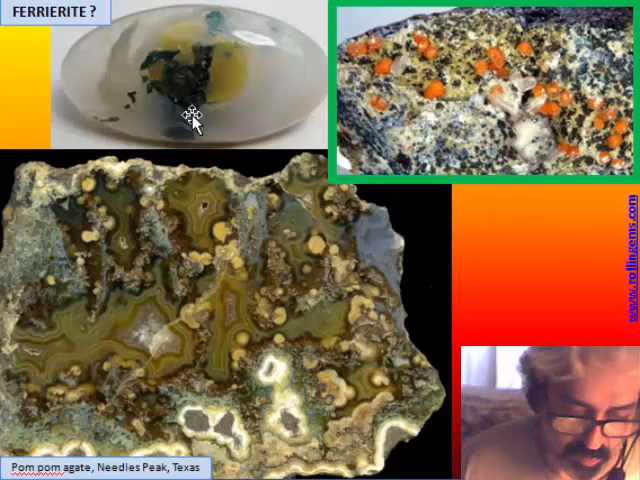 FERRIERITE ?
www.rollingems.com
Pom pom agate, Needles Peak, Texas